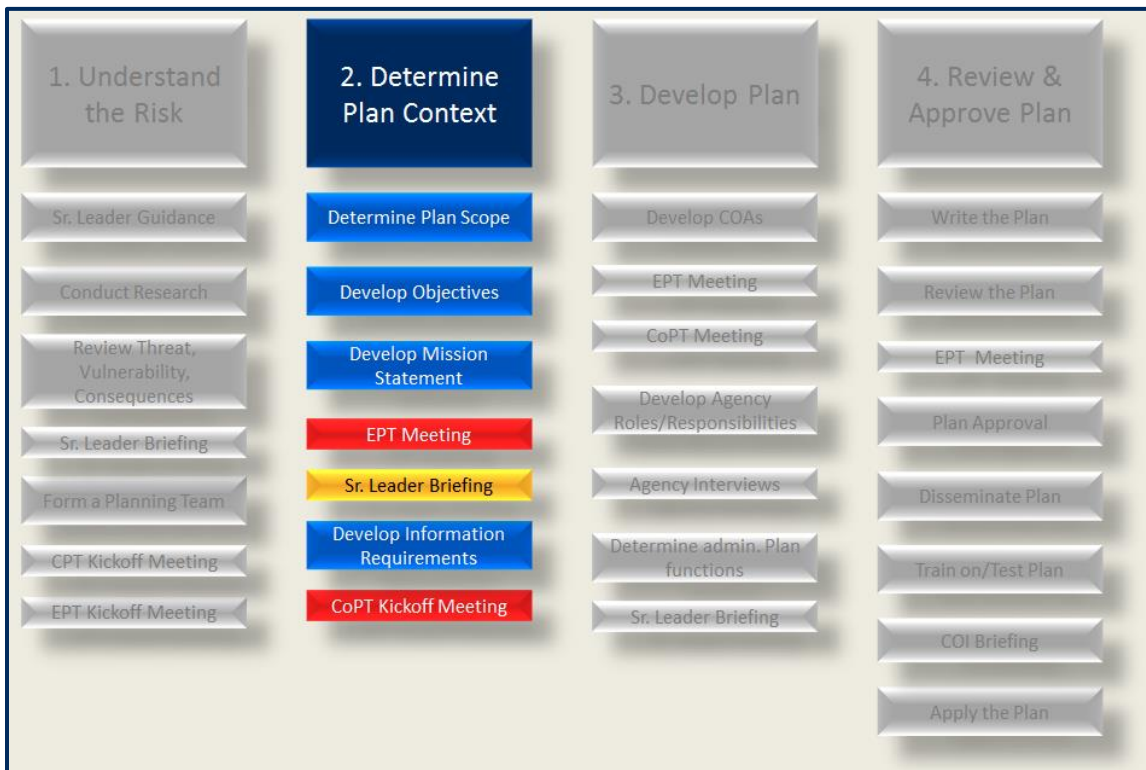 1. Understand
the Risk
Sr. Leader Guidance
Conduct Research
Review Threat,
Vulnerability,
Consequences
Sr. Leader Briefing
Form a Planning Team
CPT Kickoff Meeting
EPT Kickoff Meeting
2. Determine
Plan Context
Determine Plan Scope
Develop Objectives
Develop Mission
Statement
EPT Meeting
Sr. Leader Briefing
Develop Information
Requirements
CoPT Kickoff Meeting
3. Develop Plan
Develop COAs
EPT Meeting
CoPT Meeting
Develop Agency
Roles/Responsibilities
Agency Interviews
Determine admin. Plan
functions
Sr. Leader Briefing
4. Review &
Approve Plan
Write the Plan
Review the Plan
EPT Meeting
Plan Approval
Disseminate Plan
Train on/Test Plan
COI Briefing
Apply the Plan